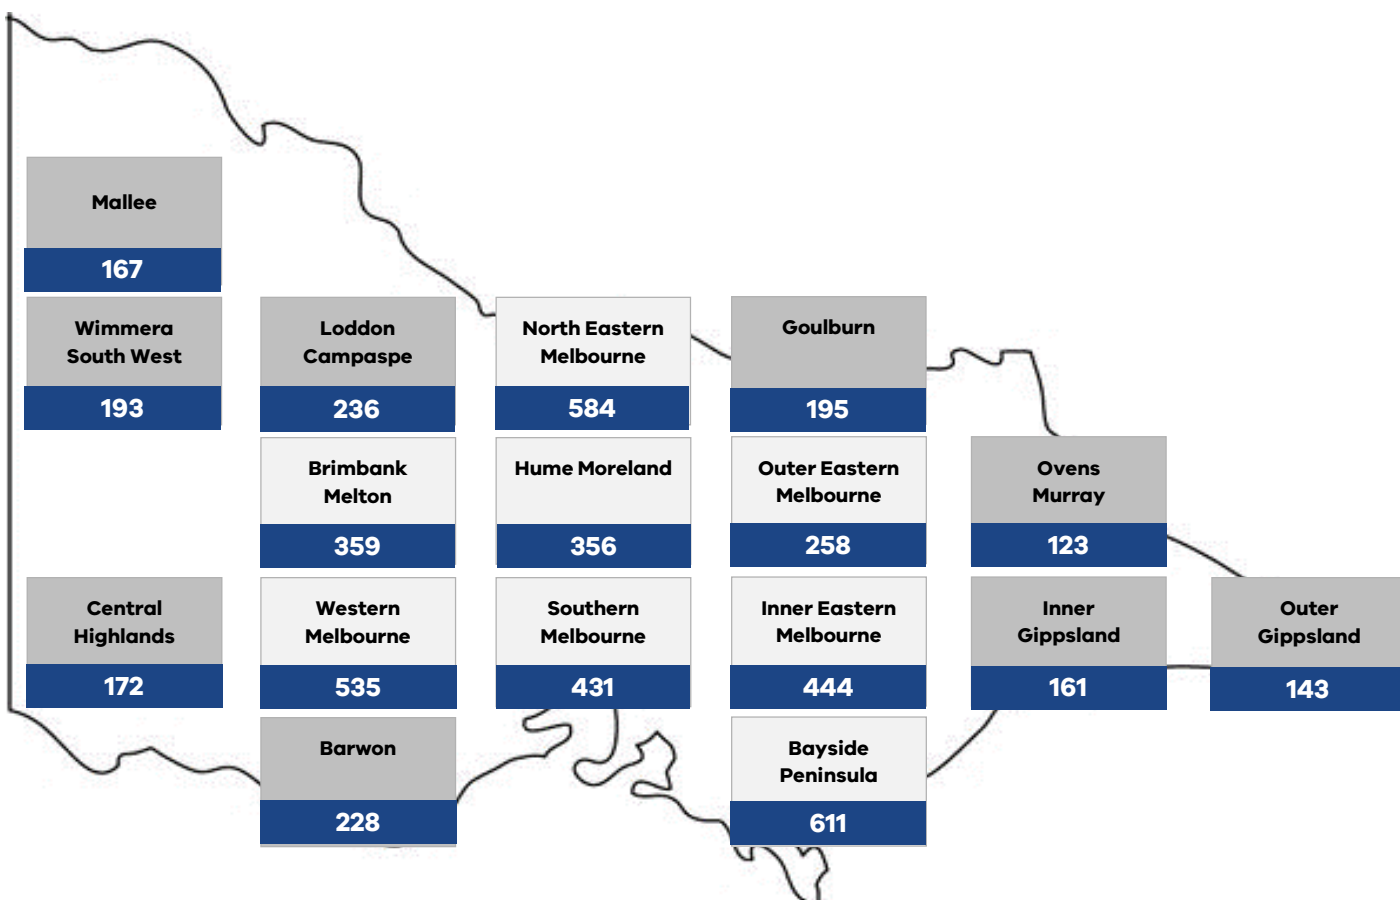 Mallee
167
Wimmera
South West
193
Loddon
Campaspe
236
North Eastern
Melbourne
584
Goulburn
195
Brimbank
Melton
359
Hume Moreland
356
Outer Eastern
Melbourne
258
Ovens
Murray
123
Central
Highlands
172
Western
Melbourne
535
Southern
Melbourne
431
Inner Eastern
Melbourne
444
Inner
Gippsland
161
Outer
Gippsland
143
Barwon
228
Bayside
Peninsula
611